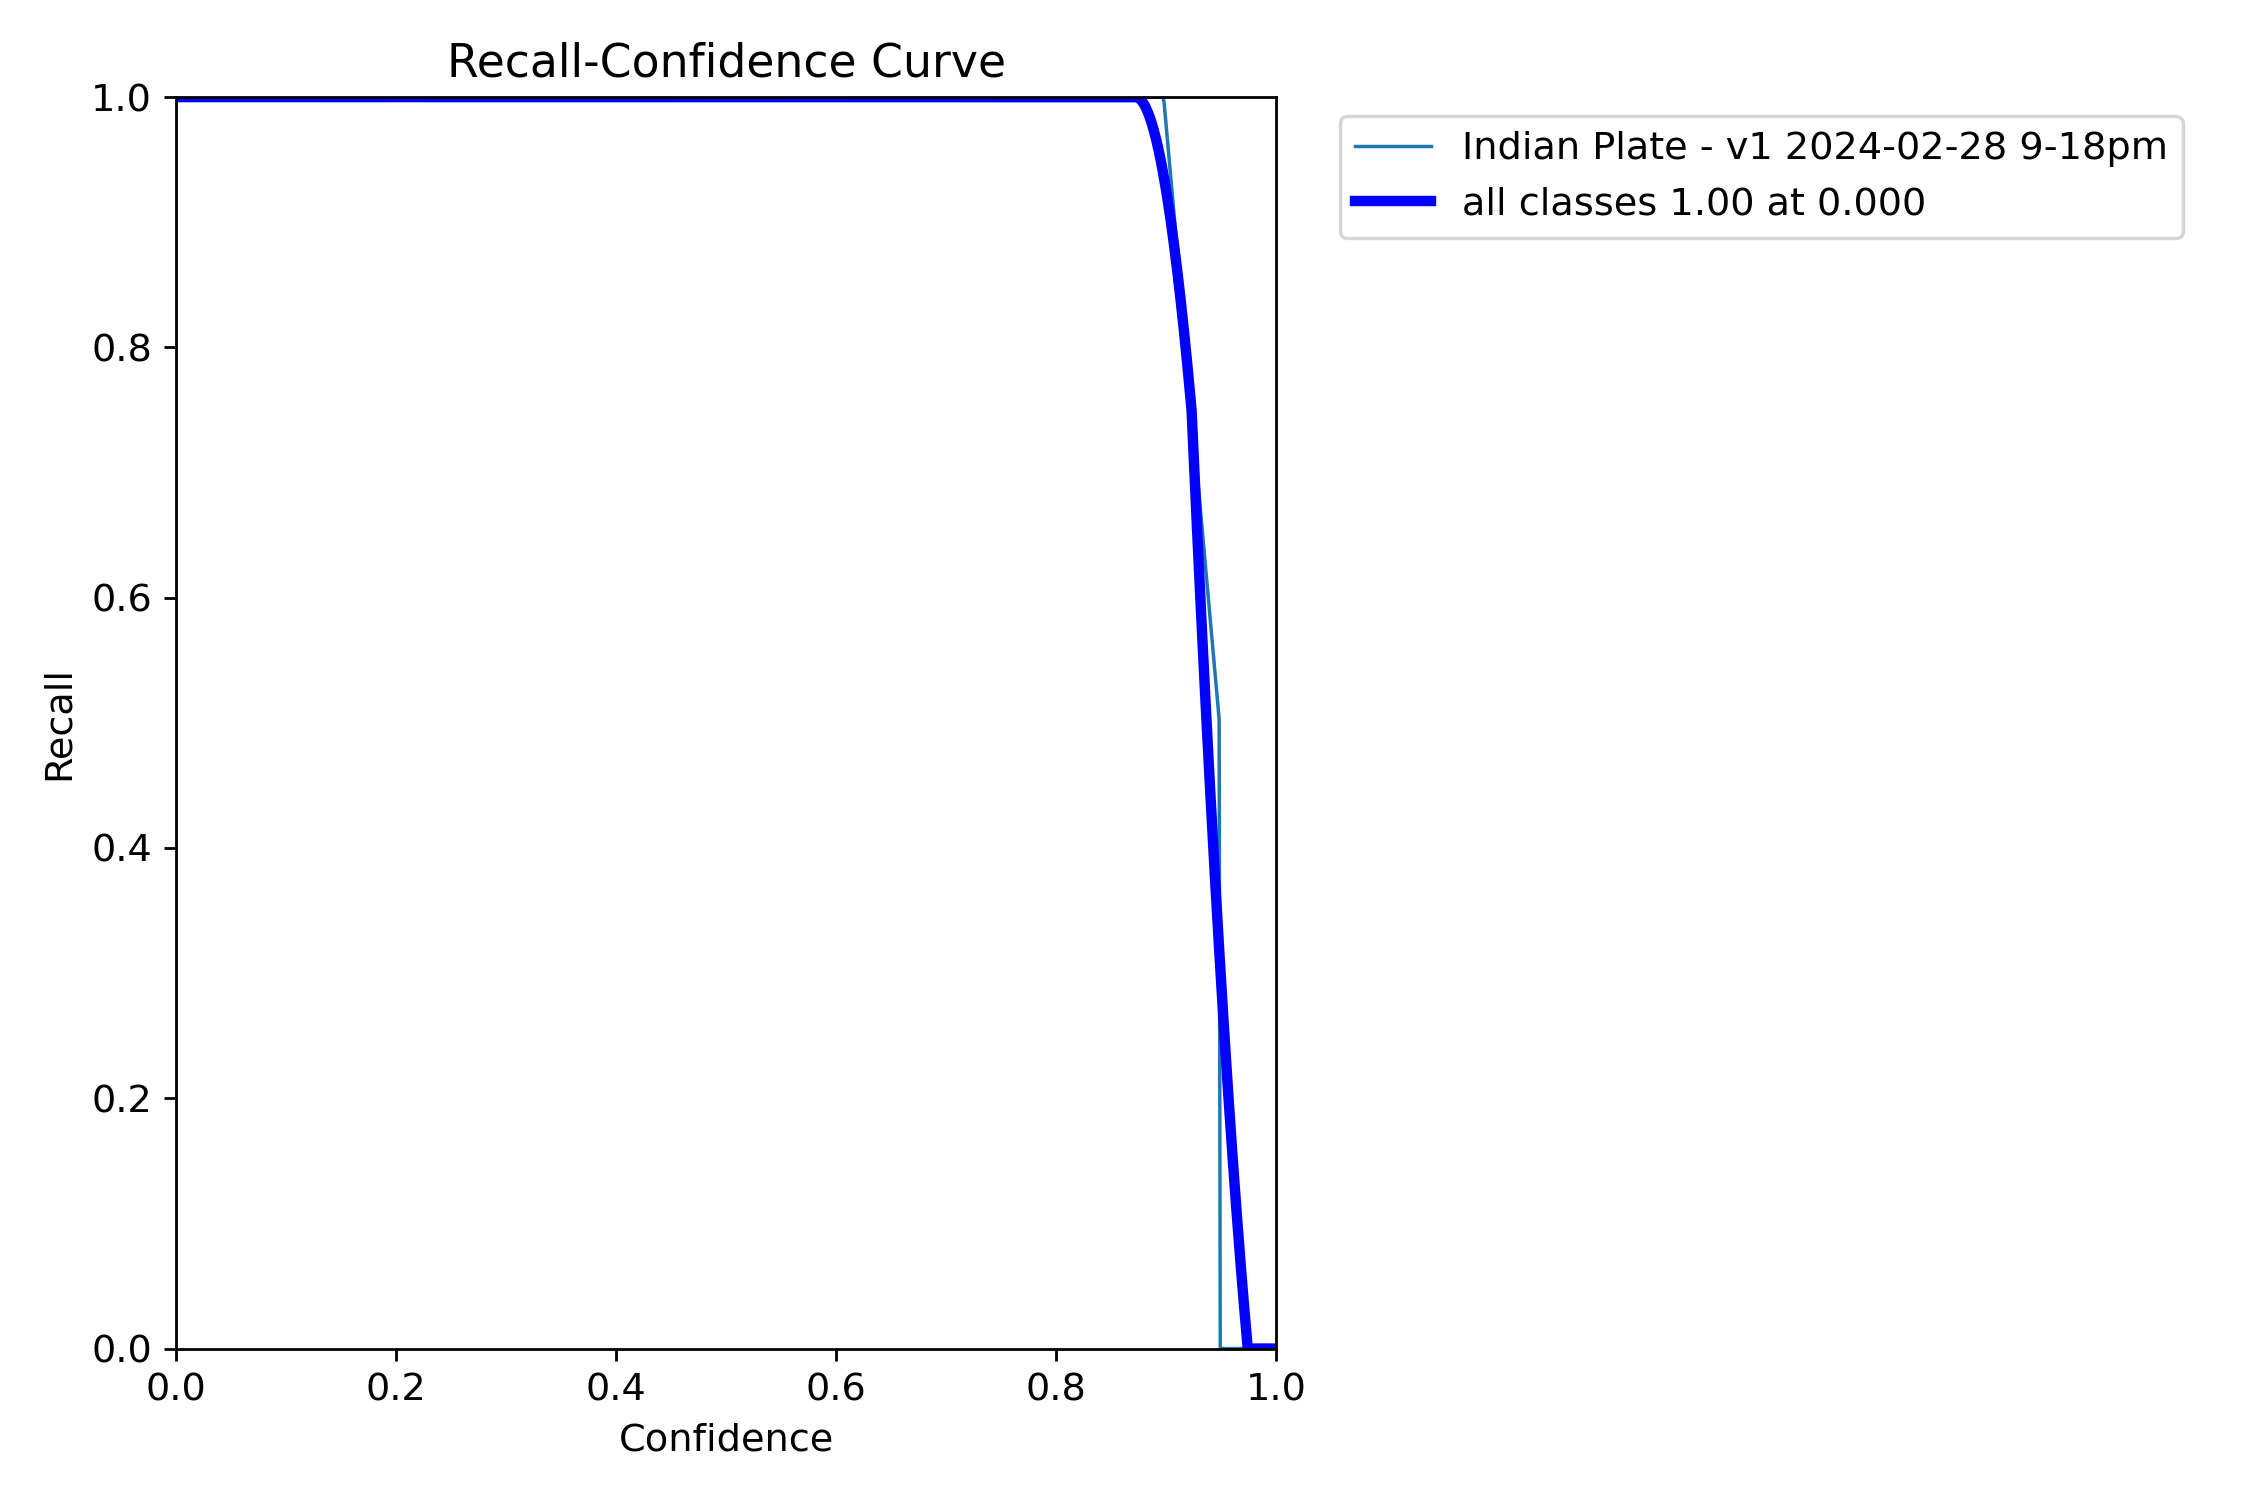 Recall-Confidence Curve
1.0
0.8
0.6
0.4
0.2
0.0
Recall
0.0 0.2 0.4 0.6 0.8 1.0
Confidence
Indian Plate - v1 2024-02-28 9-18pm
all classes 1.00 at 0.000